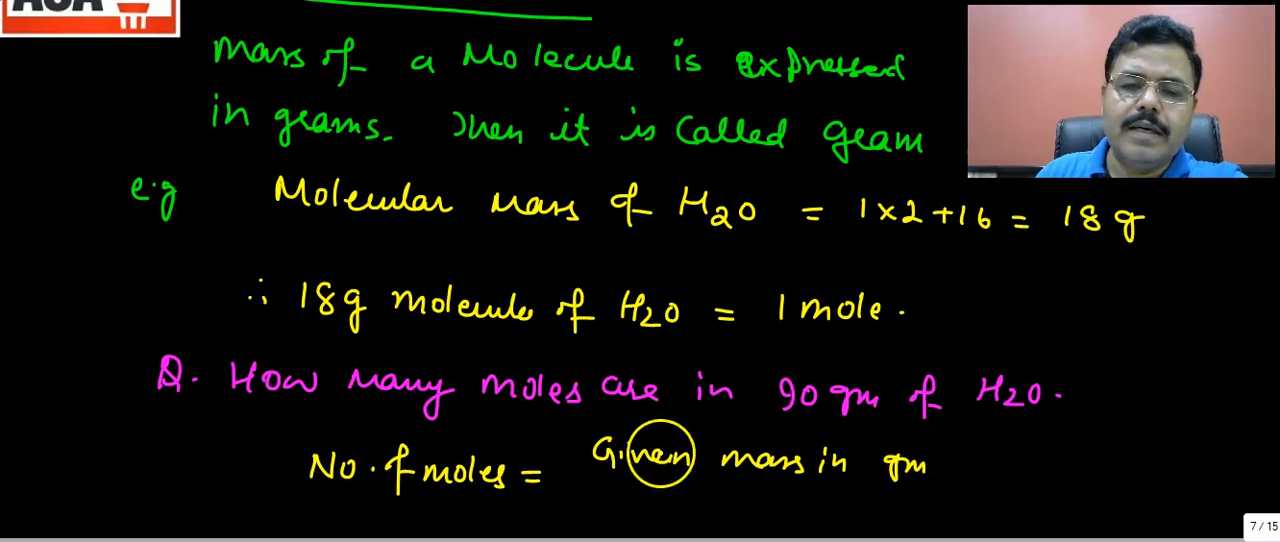 Mass of a Molecule is expressed
in grams. Then it is called gram
e.g Molecular mass of H2O = 1×2+16 = 18 g
∴ 18g molecule of H2O = 1 mole.
Q. How many moles are in 90 gm of H2O.
No. of moles = Given mass in gm
7 / 15